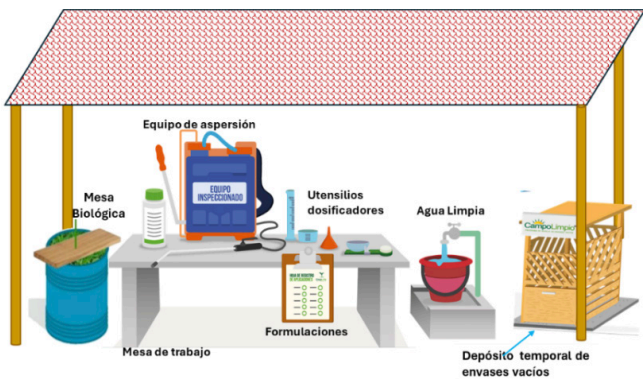 Equipo de aspersión
EQUIPO
INSPECCIONADO
Mesa
Biológica
Utensilios
dosificadores
Agua Limpia
CampoLimpio
Formulaciones
Mesa de trabajo
Depósito temporal de
envases vacíos